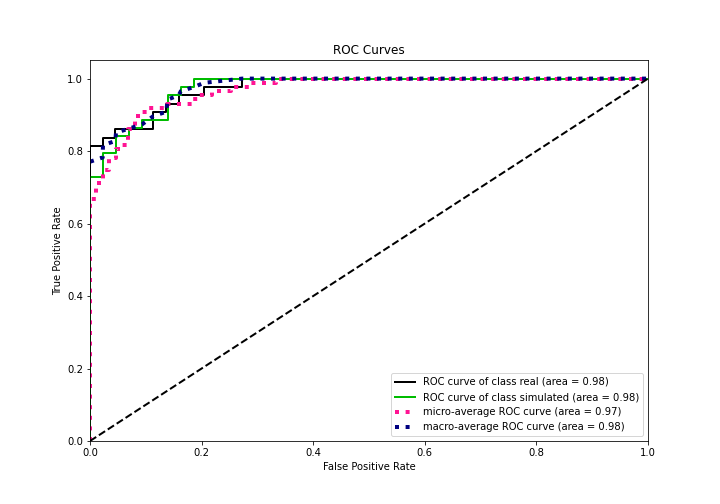 ROC Curves
True Positive Rate
1.0
0.8
0.6
0.4
0.2
0.0
0.0 0.2 0.4 0.6 0.8 1.0
False Positive Rate
ROC curve of class real (area = 0.98)
ROC curve of class simulated (area = 0.98)
micro-average ROC curve (area = 0.97)
macro-average ROC curve (area = 0.98)